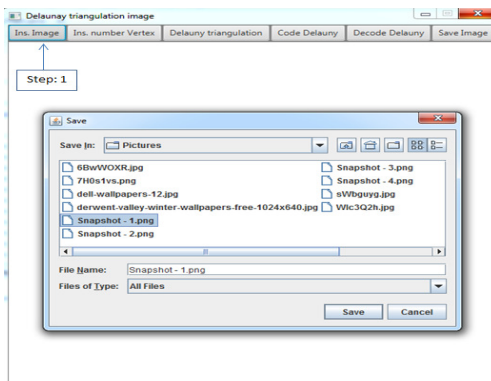 Delaunay triangulation image
Ins. Image Ins. number Vertex Delauny triangulation Code Delauny Decode Delauny Save Image
Step: 1
Save
Save In: Pictures
6BwWOXR.jpg
7H0s1vs.png
dell-wallpapers-12.jpg
derwent-valley-winter-wallpapers-free-1024x640.jpg
Snapshot - 1.png
Snapshot - 2.png
Snapshot - 3.png
Snapshot - 4.png
sWbguyg.jpg
Wlc3Q2h.jpg
File Name: Snapshot - 1.png
Files of Type: All Files
Save Cancel